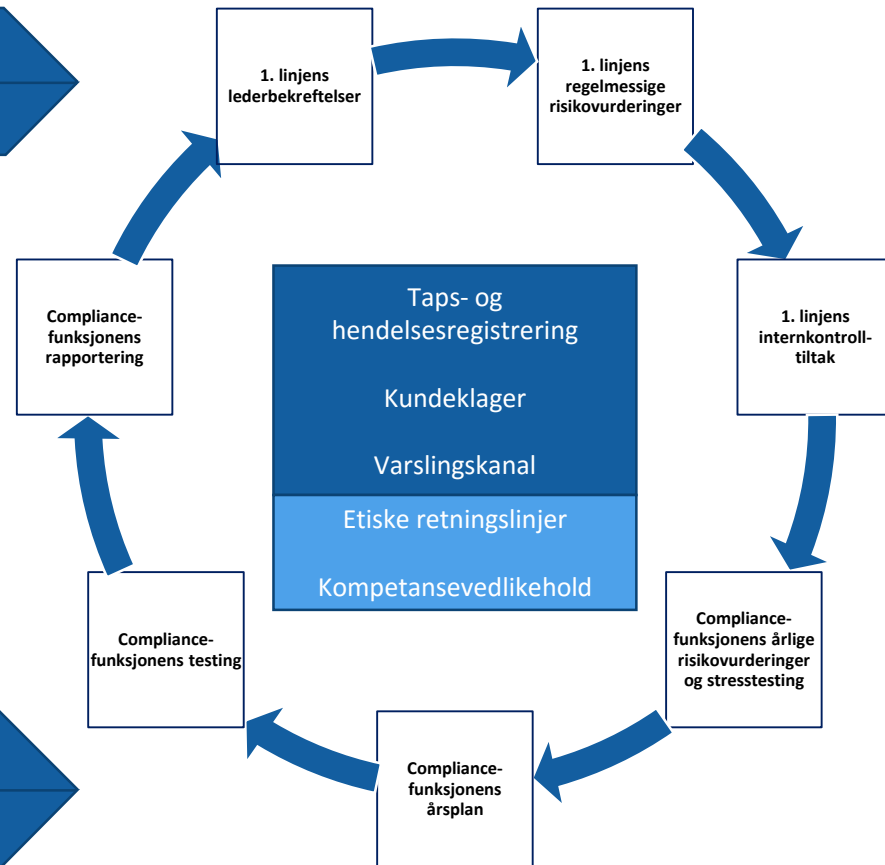 1. linjens
lederbekreftelser
1. linjens
regelmessige
risikovurderinger
1. linjens
internkontroll-
tiltak
Compliance-
funksjonens årlige
risikovurderinger
og stresstesting
Compliance-
funksjonens
årsplan
Compliance-
funksjonens testing
Compliance-
funksjonens
rapportering
Taps- og
hendelsesregistrering
Kundeklager
Varslingskanal
Etiske retningslinjer
Kompetansevedlikehold